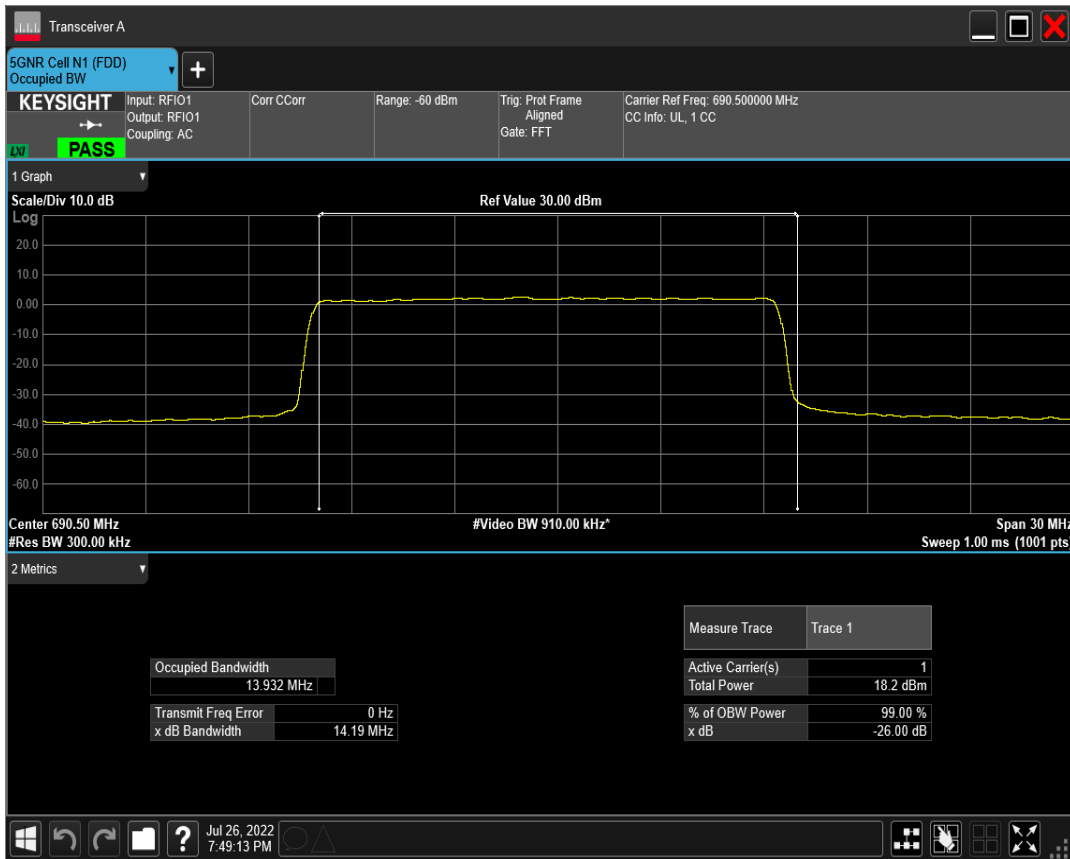 Transceiver A
5GNR Cell N1 (FDD)
Occupied BW
+
KEYSIGHT
LXI
PASS
Input: RFIO1
Output: RFIO1
Coupling: AC
Corr CCorr
Range: -60 dBm
Trig: Prot Frame
Aligned
Gate: FFT
Carrier Ref Freq: 690.500000 MHz
CC Info: UL, 1 CC
1 Graph
Scale/Div 10.0 dB
Ref Value 30.00 dBm
Log
20.0
10.0
0.00
-10.0
-20.0
-30.0
-40.0
-50.0
-60.0
Center 690.50 MHz
#Video BW 910.00 kHz*
Span 30 MHz
#Res BW 300.00 kHz
Sweep 1.00 ms (1001 pts)
2 Metrics
Measure Trace Trace 1
Occupied Bandwidth
13.932 MHz
Active Carrier(s) 1
Total Power 18.2 dBm
Transmit Freq Error 0 Hz
x dB Bandwidth 14.19 MHz
% of OBW Power 99.00 %
x dB -26.00 dB
?
Jul 26, 2022
7:49:13 PM